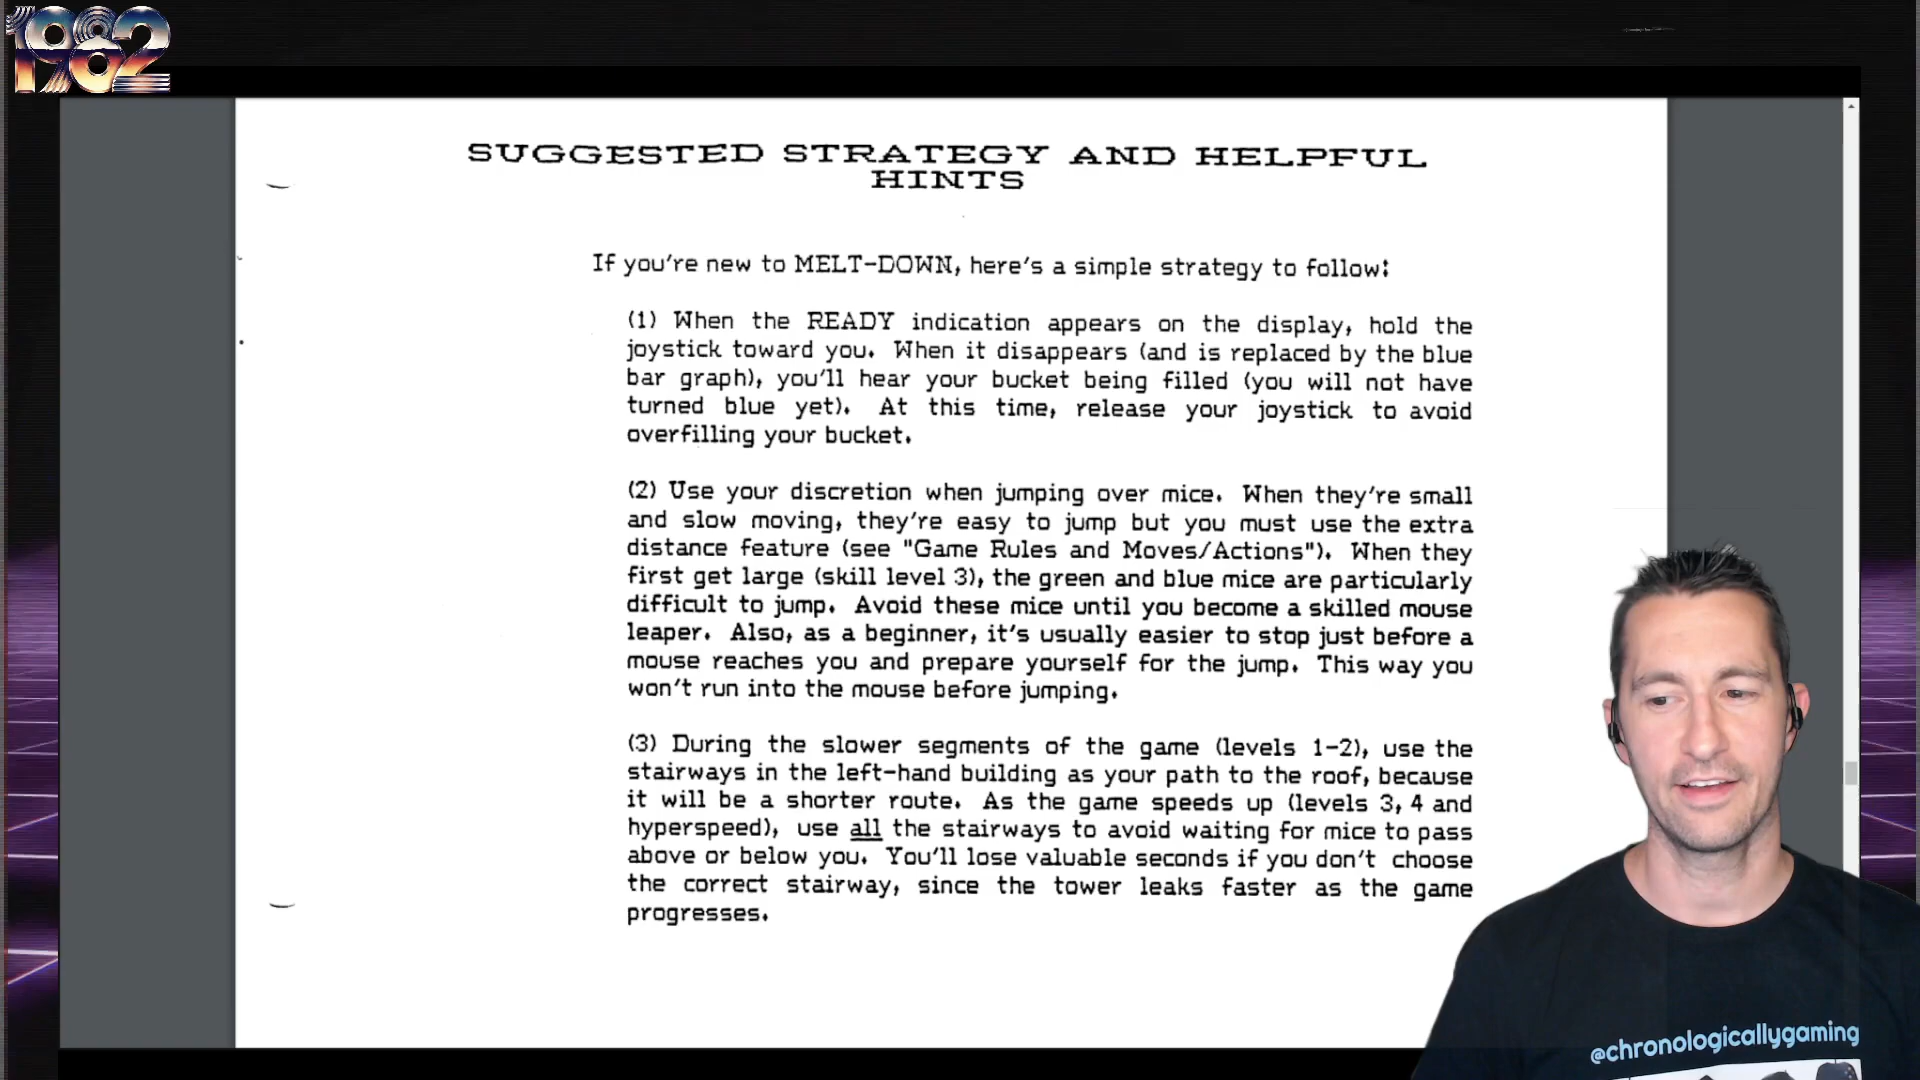 1982
SUGGESTED STRATEGY AND HELPFUL
HINTS
If you're new to MELT-DOWN, here's a simple strategy to follow:
(1) When the READY indication appears on the display, hold the
joystick toward you. When it disappears (and is replaced by the blue
bar graph), you'll hear your bucket being filled (you will not have
turned blue yet). At this time, release your joystick to avoid
overfilling your bucket.
(2) Use your discretion when jumping over mice. When they're small
and slow moving, they're easy to jump but you must use the extra
distance feature (see "Game Rules and Moves/Actions"). When they
first get large (skill level 3), the green and blue mice are particularly
difficult to jump. Avoid these mice until you become a skilled mouse
leaper. Also, as a beginner, it's usually easier to stop just before a
mouse reaches you and prepare yourself for the jump. This way you
won't run into the mouse before jumping.
(3) During the slower segments of the game (levels 1-2), use the
stairways in the left-hand building as your path to the roof, because
it will be a shorter route. As the game speeds up (levels 3, 4 and
hyperspeed), use all the stairways to avoid waiting for mice to pass
above or below you. You'll lose valuable seconds if you don't choose
the correct stairway, since the tower leaks faster as the game
progresses.
@chronologicallygaming